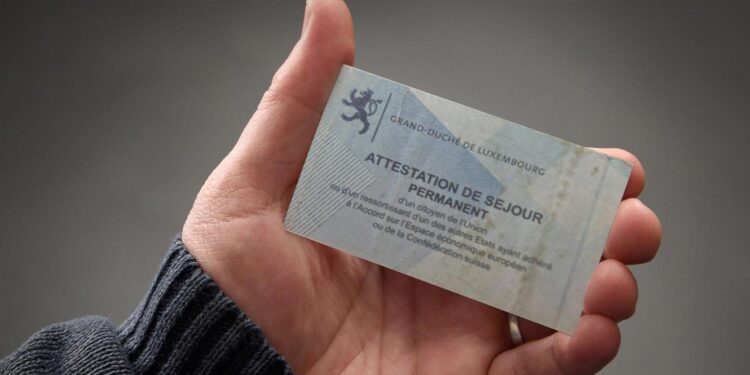 GRAND-DUCHÉ DE LUXEMBOURG
ATTESTATION DE SEJOUR
PERMANENT
d'un citoyen de l'Union
ou d'un ressortissant d'un des autres Etats ayant adhéré
à l'Accord sur l'Espace économique européen
ou de la Confédération suisse